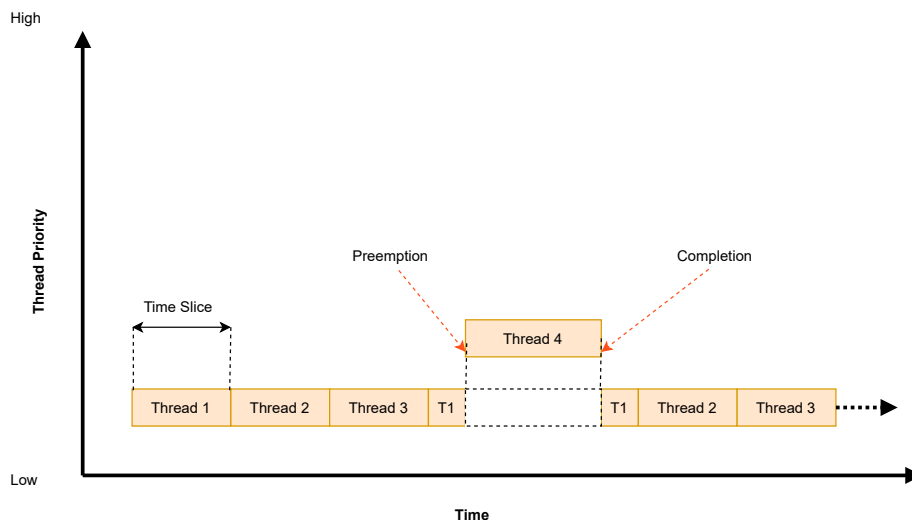 High
Thread Priority
Preemption
Completion
Time Slice
Thread 4
Thread 1
Thread 2
Thread 3
T1
T1
Thread 2
Thread 3
Low
Time